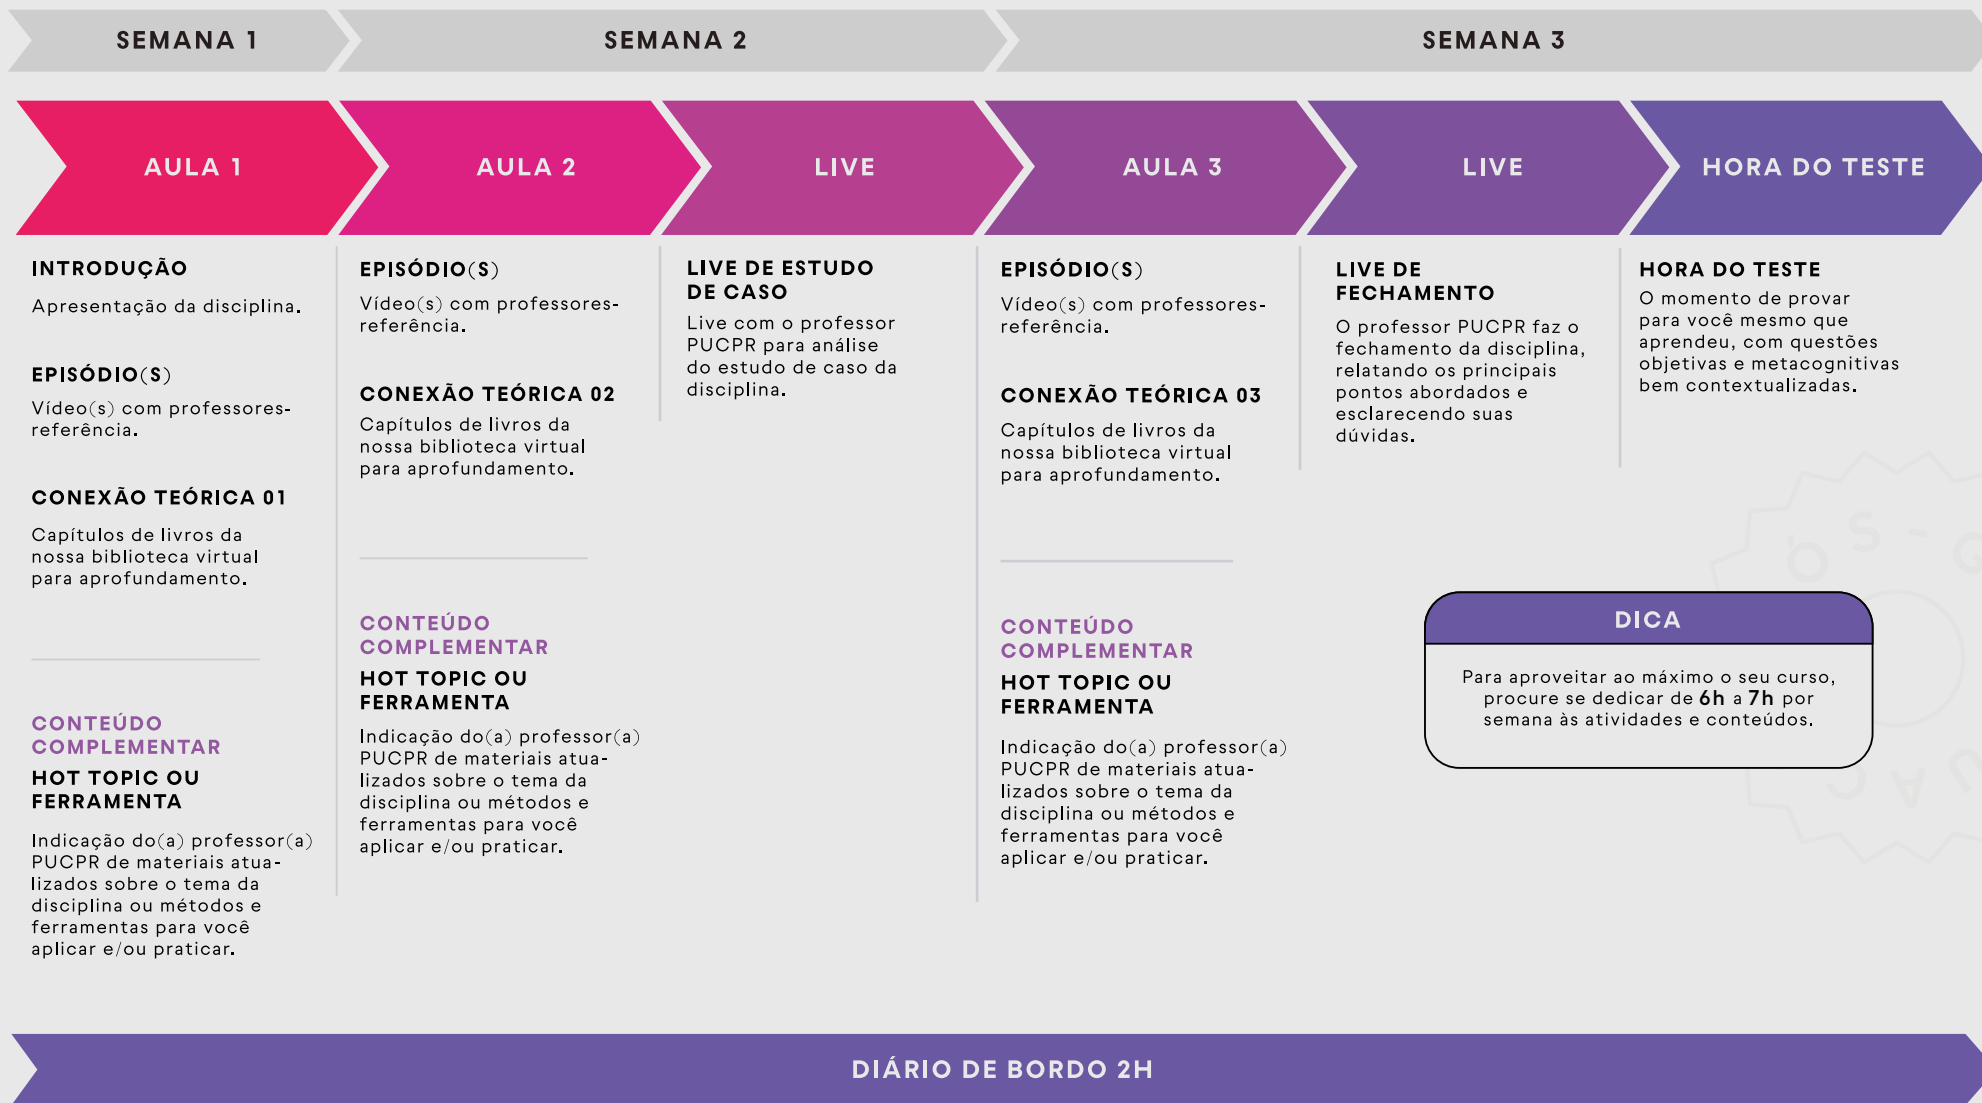 SEMANA 1
SEMANA 2
SEMANA 3
AULA 1
AULA 2
LIVE
AULA 3
LIVE
HORA DO TESTE
INTRODUÇÃO
Apresentação da disciplina.
EPISÓDIO(S)
Vídeo(s) com professores-
referência.
CONEXÃO TEÓRICA 01
Capítulos de livros da
nossa biblioteca virtual
para aprofundamento.
CONTEÚDO
COMPLEMENTAR
HOT TOPIC OU
FERRAMENTA
Indicação do(a) professor(a)
PUCPR de materiais atua-
lizados sobre o tema da
disciplina ou métodos e
ferramentas para você
aplicar e/ou praticar.
EPISÓDIO(S)
Vídeo(s) com professores-
referência.
CONEXÃO TEÓRICA 02
Capítulos de livros da
nossa biblioteca virtual
para aprofundamento.
CONTEÚDO
COMPLEMENTAR
HOT TOPIC OU
FERRAMENTA
Indicação do(a) professor(a)
PUCPR de materiais atua-
lizados sobre o tema da
disciplina ou métodos e
ferramentas para você
aplicar e/ou praticar.
LIVE DE ESTUDO
DE CASO
Live com o professor
PUCPR para análise
do estudo de caso da
disciplina.
EPISÓDIO(S)
Vídeo(s) com professores-
referência.
CONEXÃO TEÓRICA 03
Capítulos de livros da
nossa biblioteca virtual
para aprofundamento.
CONTEÚDO
COMPLEMENTAR
HOT TOPIC OU
FERRAMENTA
Indicação do(a) professor(a)
PUCPR de materiais atua-
lizados sobre o tema da
disciplina ou métodos e
ferramentas para você
aplicar e/ou praticar.
LIVE DE
FECHAMENTO
O professor PUCPR faz o
fechamento da disciplina,
relatando os principais
pontos abordados e
esclarecendo suas
dúvidas.
HORA DO TESTE
O momento de provar
para você mesmo que
aprendeu, com questões
objetivas e metacognitivas
bem contextualizadas.
DICA
Para aproveitar ao máximo o seu curso,
procure se dedicar de 6h a 7h por
semana às atividades e conteúdos.
DIÁRIO DE BORDO 2H